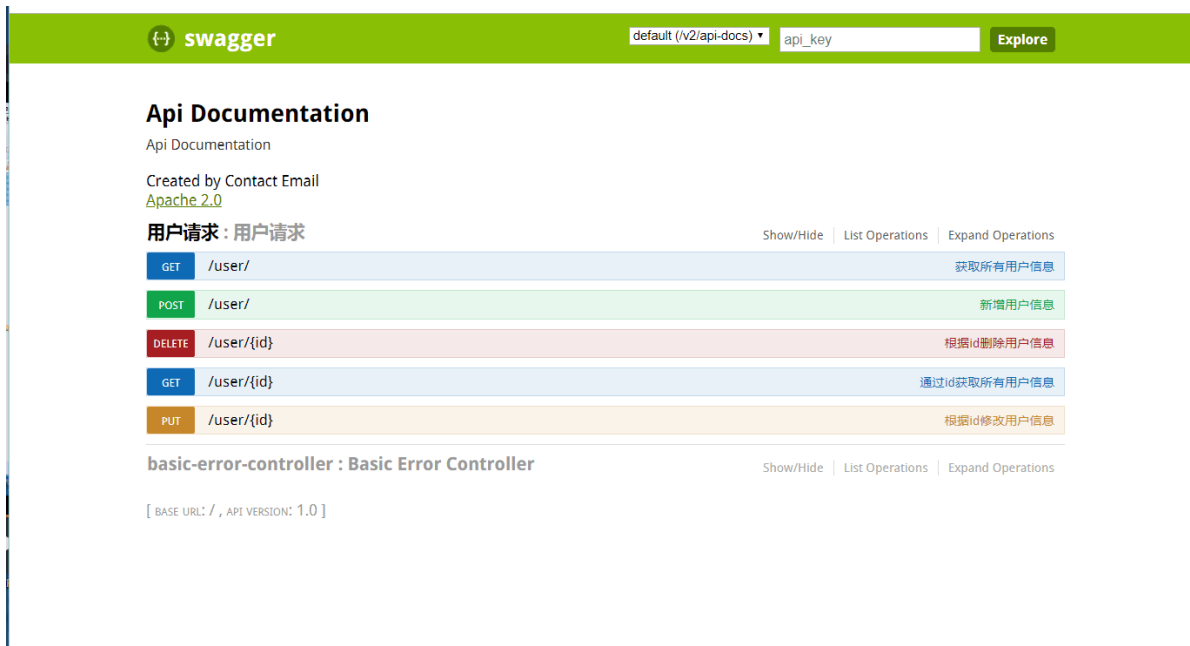 swagger default (/v2/api-docs) api_key Explore
Api Documentation
Api Documentation
Created by Contact Email
Apache 2.0
用户请求 : 用户请求 Show/Hide List Operations Expand Operations
GET /user/ 获取所有用户信息
POST /user/ 新增用户信息
DELETE /user/{id} 根据id删除用户信息
GET /user/{id} 通过id获取所有用户信息
PUT /user/{id} 根据id修改用户信息
basic-error-controller : Basic Error Controller Show/Hide List Operations Expand Operations
[ BASE URL: / , API VERSION: 1.0 ]